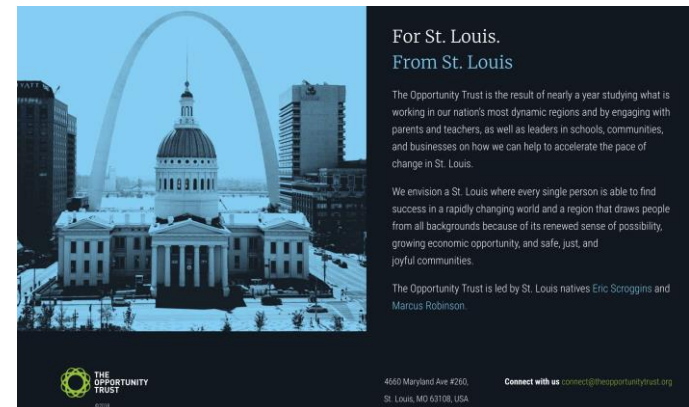 For St. Louis.
From St. Louis
The Opportunity Trust is the result of nearly a year studying what is
working in our nation's most dynamic regions and by engaging with
parents and teachers, as well as leaders in schools, communities,
and businesses on how we can help to accelerate the pace of
change in St. Louis.
We envision a St. Louis where every single person is able to find
success in a rapidly changing world and a region that draws people
from all backgrounds because of its renewed sense of possibility,
growing economic opportunity, and safe, just, and
joyful communities.
The Opportunity Trust is led by St. Louis natives Eric Scroggins and
Marcus Robinson.
THE
OPPORTUNITY
TRUST
4660 Maryland Ave #260,
St. Louis, MO 63108, USA
Connect with us connect@theopportunitytrust.org